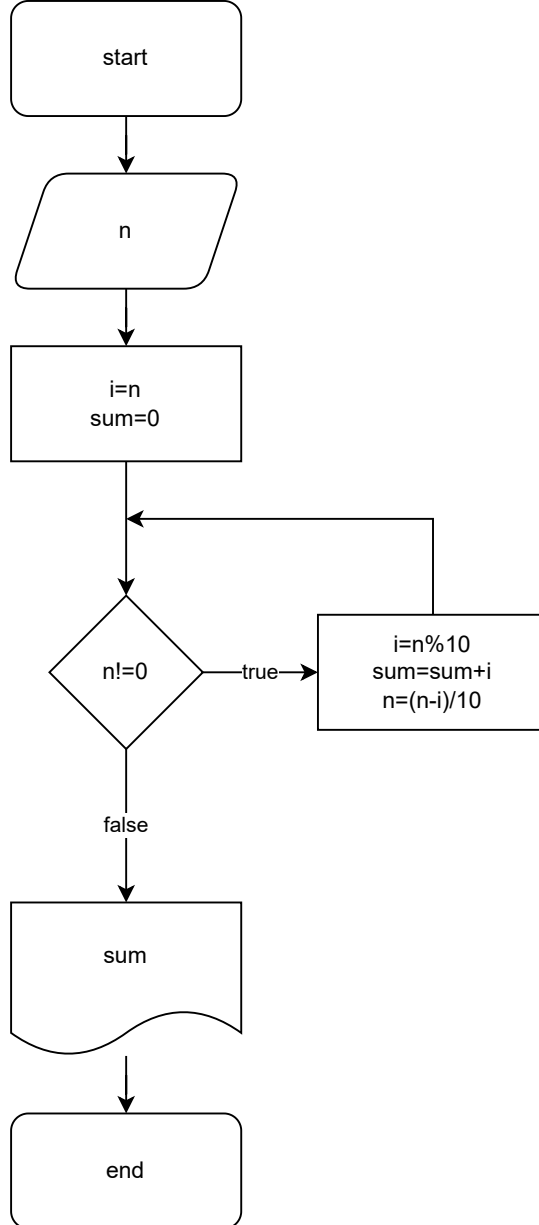 start
n
i=n
sum=0
n!=0
true
i=n%10
sum=sum+i
n=(n-i)/10
false
sum
end